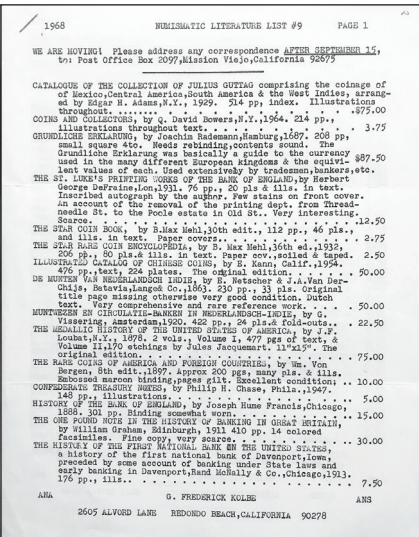 1968 NUMISMATIC LITERATURE LIST #9 PAGE 1
WE ARE MOVING! Please address any correspondence AFTER SEPTEMBER 15,
to: Post Office Box 2097,Mission Viejo,California 92675
CATALOGUE OF THE COLLECTION OF JULIUS GUTTAG comprising the coinage of
of Mexico,Central America,South America & the West Indies, arrang-
ed by Edgar H. Adams,N.Y., 1929. 514 pp, index. Illustrations
throughout. . . . . . . . . . . . . . . . . . . . . . . . . .$75.00
COINS AND COLLECTORS, by Q. David Bowers,N.Y.,1964. 214 pp.,
illustrations throughout text. . . . . . . . . . . . . . . . 3.75
GRUNDLICHE ERKLARUNG, by Joachim Rademann,Hamburg,1687. 208 pp,
small square 4to. Needs rebinding,contents sound. The
Grundliche Erklarung was basically a guide to the currency
used in the many different European kingdoms & the equivi- $87.50
lent values of each. Used extensively by tradesmen,bankers,etc.
THE ST. LUKE'S PRINTING WORKS OF THE BANK OF ENGLAND, by Herbert
George DeFraine,Lon,1931. 76 pp., 20 pls & ills. in text.
Inscribed autograph by the author. Few stains on front cover.
An account of the removal of the printing dept. from Thread-
needle St. to the Poole estate in Old St. Very interesting.
Scarce. . . . . . . . . . . . . . . . . . . . . . . . . . . .12.50
THE STAR COIN BOOK, by B.Max Mehl,30th edit., 112 pp., 46 pls.,
and ills. in text. Paper covers. . . . . . . . . . . . . . . 2.75
THE STAR RARE COIN ENCYCLOPEDIA, by B. Max Mehl,36th ed.,1932,
206 pp., 80 pls.& ills. in text. Paper cov.,soiled & taped. 2.50
ILLUSTRATED CATALOG OF CHINESE COINS, by E. Kann, Calif.,1954.
476 pp.,text, 224 plates. The original edition. . . . . . 50.00
DE MUNTEN VAN NEDERLANDSCH INDIE, by E. Netscher & J.A.Van Der-
Chijs, Batavia,Lange& Co.,1863. 230 pp., 33 pls. Original
title page missing otherwise very good condition. Dutch
text. Very comprehensive and rare reference work. . . . . 50.00
MUNTWEZEN EN CIRCULATIE-BANKEN IN NEDERLANDSCH-INDIE, by G.
Vissering, Amsterdam,1920. 422 pp., 24 pls.& fold-outs. . 22.50
THE MEDALLIC HISTORY OF THE UNITED STATES OF AMERICA, by J.F.
Loubat,N.Y., 1878. 2 vols., Volume I, 477 pgs of text, &
Volume II,170 etchings by Jules Jacquemart. 11"x15". The
original edition. . . . . . . . . . . . . . . . . . . . . 75.00
THE RARE COINS OF AMERICA AND FOREIGN COUNTRIES, by Wm. Von
Bergen, 8th edit.,1897. Approx 200 pgs, many pls. & ills.
Embossed maroon binding,pages gilt. Excellent condition; . . 10.00
CONFEDERATE TREASURY NOTES, by Philip H. Chase, Phila.,1947.
148 pp., illustrations. . . . . . . . . . . . . . . . . . 5.00
HISTORY OF THE BANK OF ENGLAND, by Joseph Hume Francis,Chicago,
1888. 301 pp. Binding somewhat worn. . . . . . . . . . . 15.00
THE ONE POUND NOTE IN THE HISTORY OF BANKING IN GREAT BRITAIN,
by William Graham, Edinburgh, 1911 410 pp. 14 colored
facsimiles. Fine copy, very scarce. . . . . . . . . . . . 30.00
THE HISTORY OF THE FIRST NATIONAL BANK ON THE UNITED STATES,
a history of the first national bank of Davenport,Iowa,
preceded by some account of banking under State laws and
early banking in Davenport,Rand McNally & Co.,Chicago,1913.
176 pp., ills.. . . . . . . . . . . . . . . . . . . . . . 7.50
ANA G. FREDERICK KOLBE ANS
2605 ALVORD LANE REDONDO BEACH,CALIFORNIA 90278